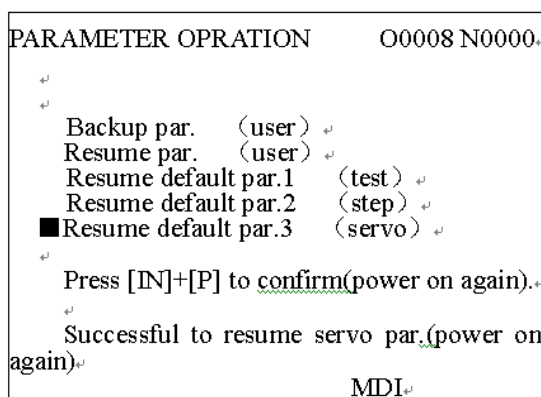 PARAMETER OPRATION O0008 N0000
Backup par. （user）
Resume par. （user）
Resume default par.1 （test）
Resume default par.2 （step）
Resume default par.3 （servo）
Press [IN]+[P] to confirm(power on again).
Successful to resume servo par.(power on
again)
MDI